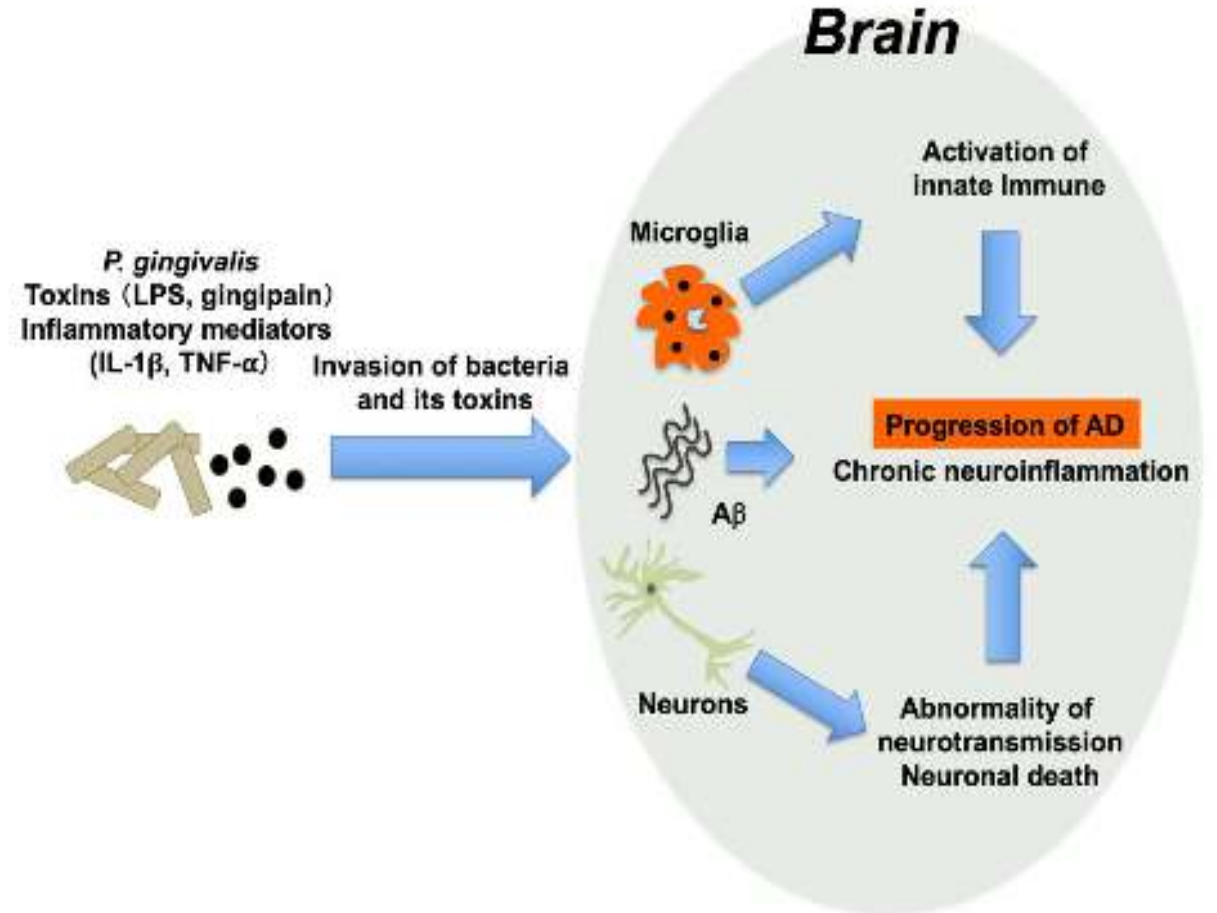 Brain
Activation of
innate Immune
Microglia
P. gingivalis
Toxins（LPS, gingipain）
Inflammatory mediators
(IL-1β, TNF-α）
Invasion of bacteria
and its toxins
Progression of AD
Chronic neuroinflammation
Aβ
Neurons
Abnormality of
neurotransmission
Neuronal death